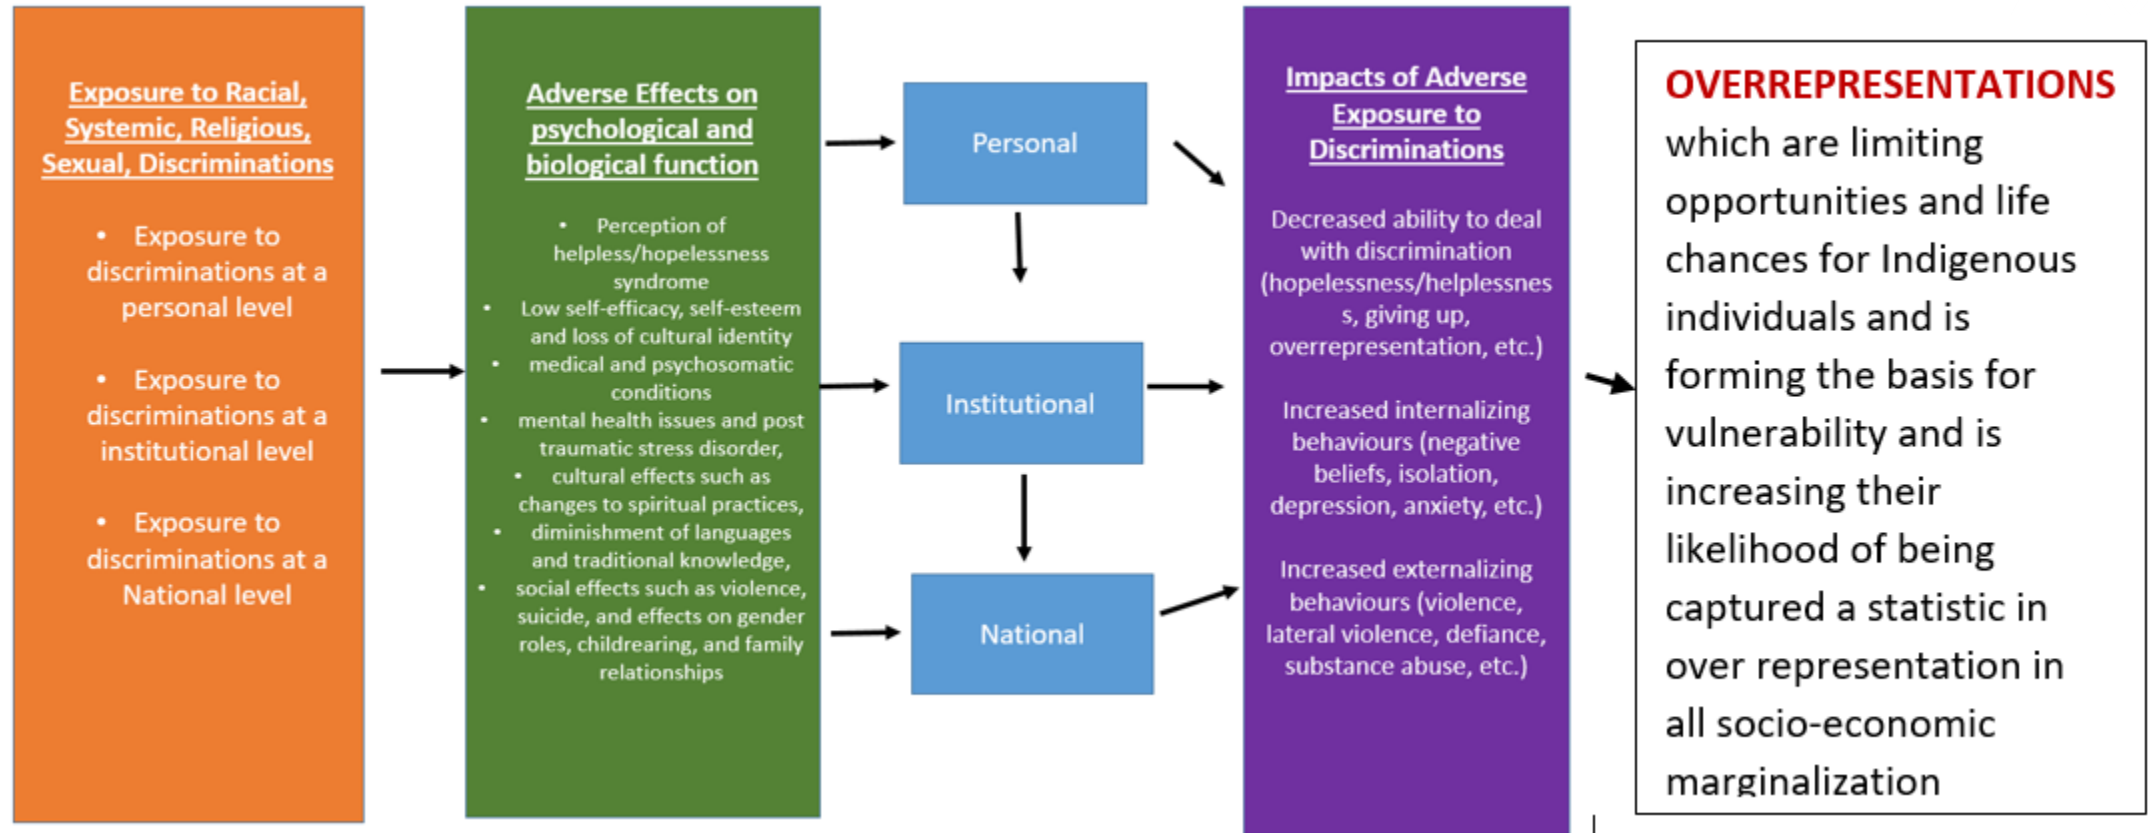 Exposure to Racial,
Systemic, Religious,
Sexual, Discriminations
• Exposure to
discriminations at a
personal level
• Exposure to
discriminations at a
institutional level
• Exposure to
discriminations at a
National level
Adverse Effects on
psychological and
biological function
• Perception of
helpless/hopelessness
syndrome
• Low self-efficacy, self-esteem
and loss of cultural identity
• medical and psychosomatic
conditions
• mental health issues and post
traumatic stress disorder,
• cultural effects such as
changes to spiritual practices,
• diminishment of languages
and traditional knowledge,
• social effects such as violence,
suicide, and effects on gender
roles, childrearing, and family
relationships
Personal
Institutional
National
Impacts of Adverse
Exposure to
Discriminations
Decreased ability to deal
with discrimination
(hopelessness/helplessnes
s, giving up,
overrepresentation, etc.)
Increased internalizing
behaviours (negative
beliefs, isolation,
depression, anxiety, etc.)
Increased externalizing
behaviours (violence,
lateral violence, defiance,
substance abuse, etc.)
OVERREPRESENTATIONS
which are limiting
opportunities and life
chances for Indigenous
individuals and is
forming the basis for
vulnerability and is
increasing their
likelihood of being
captured a statistic in
over representation in
all socio-economic
marginalization